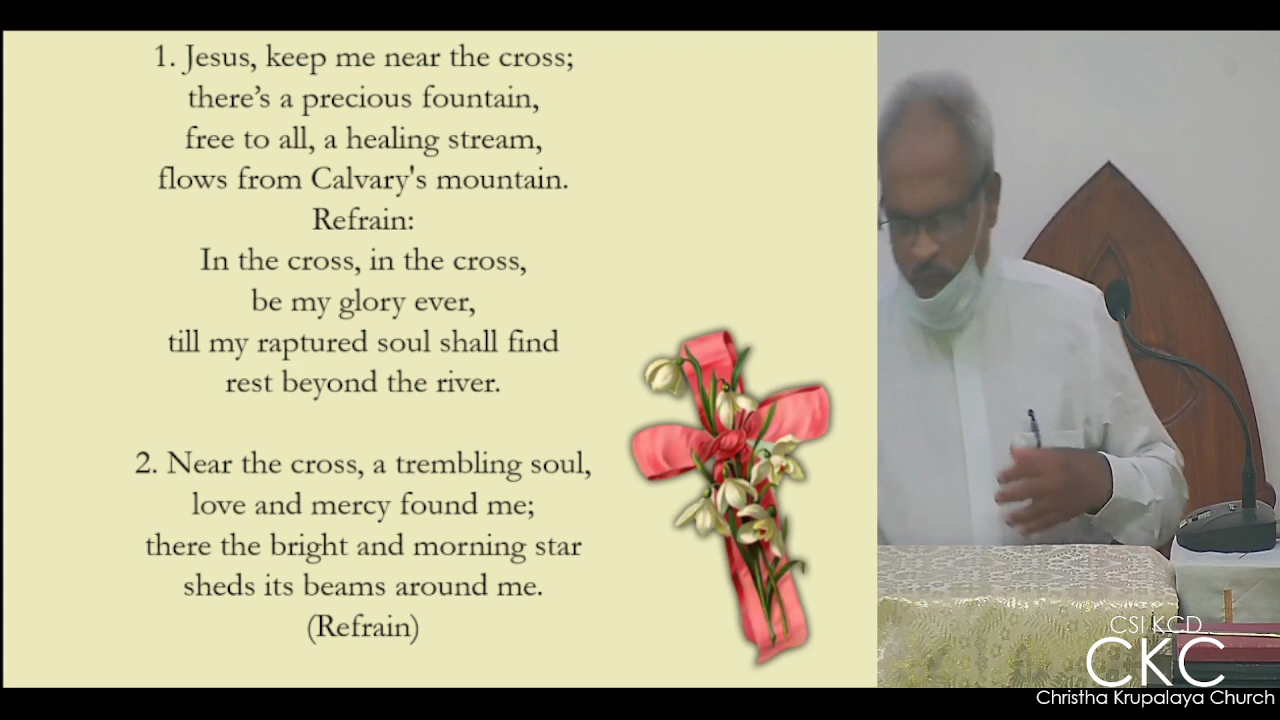 1. Jesus, keep me near the cross;
there's a precious fountain,
free to all, a healing stream,
flows from Calvary's mountain.
Refrain:
In the cross, in the cross,
be my glory ever,
till my raptured soul shall find
rest beyond the river.
2. Near the cross, a trembling soul,
love and mercy found me;
there the bright and morning star
sheds its beams around me.
(Refrain)
CSI KCD
CKC
Christha Krupalaya Church